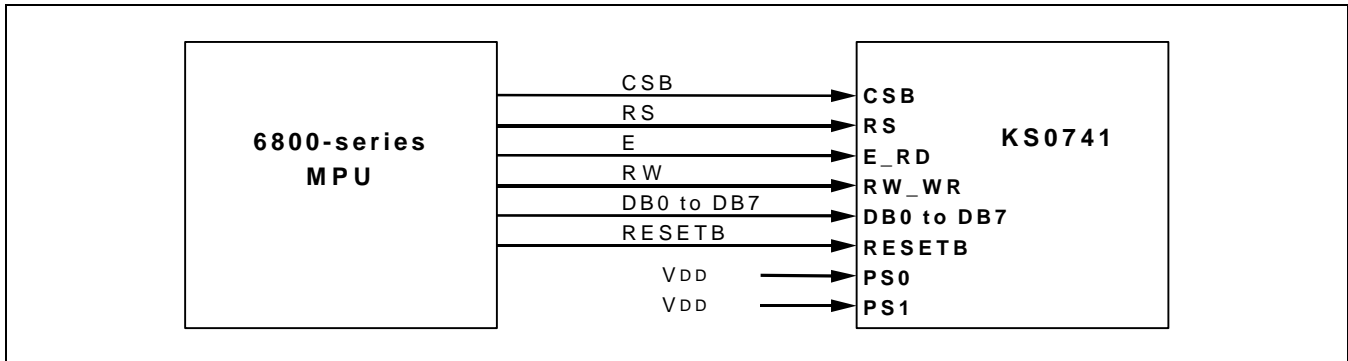 6800-series
MPU
CSB
RS
E
RW
DB0 to DB7
RESETB
VDD
VDD
CSB
RS
E_RD
RW_WR
DB0 to DB7
RESETB
PS0
PS1
KS0741